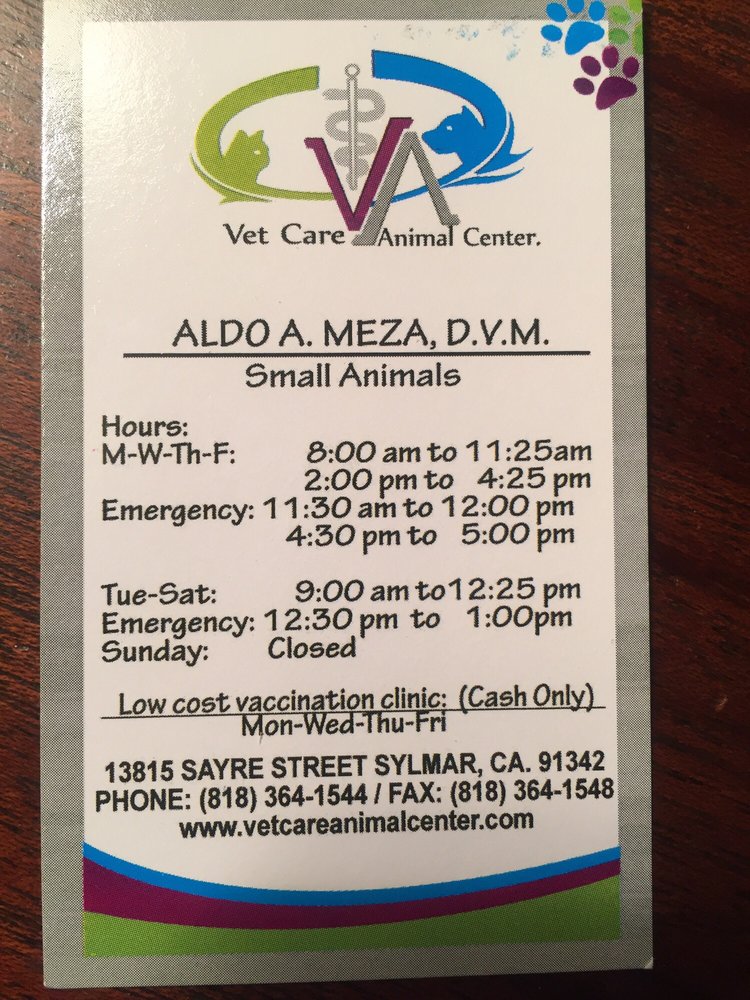 VA
Vet Care Animal Center.
ALDO A. MEZA, D.V.M.
Small Animals
Hours:
M-W-Th-F: 8:00 am to 11:25am
2:00 pm to 4:25 pm
Emergency: 11:30 am to 12:00 pm
4:30 pm to 5:00 pm
Tue-Sat: 9:00 am to12:25 pm
Emergency: 12:30 pm to 1:00pm
Sunday: Closed
Low cost vaccination clinic: (Cash Only)
Mon-Wed-Thu-Fri
13815 SAYRE STREET SYLMAR, CA. 91342
PHONE: (818) 364-1544 / FAX: (818) 364-1548
www.vetcareanimalcenter.com